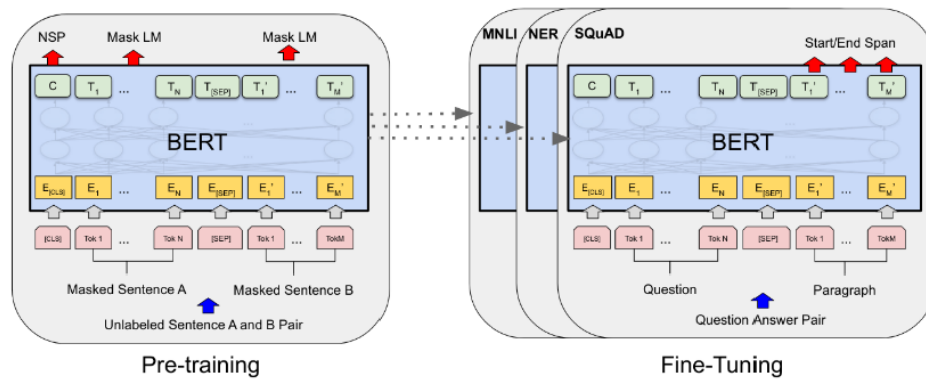 NSP Mask LM Mask LM
C T1 ... TN T[SEP] T1' ... TM'
BERT
E[CLS] E1 ... EN E[SEP] E1' ... EM'
[CLS] Tok 1 ... Tok N [SEP] Tok 1 ... TokM
Masked Sentence A Masked Sentence B
Unlabeled Sentence A and B Pair
Pre-training
MNLI NER SQuAD
Start/End Span
C T1 ... TN T[SEP] T1' ... TM'
BERT
E[CLS] E1 ... EN E[SEP] E1' ... EM'
[CLS] Tok 1 ... Tok N [SEP] Tok 1 ... TokM
Question Paragraph
Question Answer Pair
Fine-Tuning